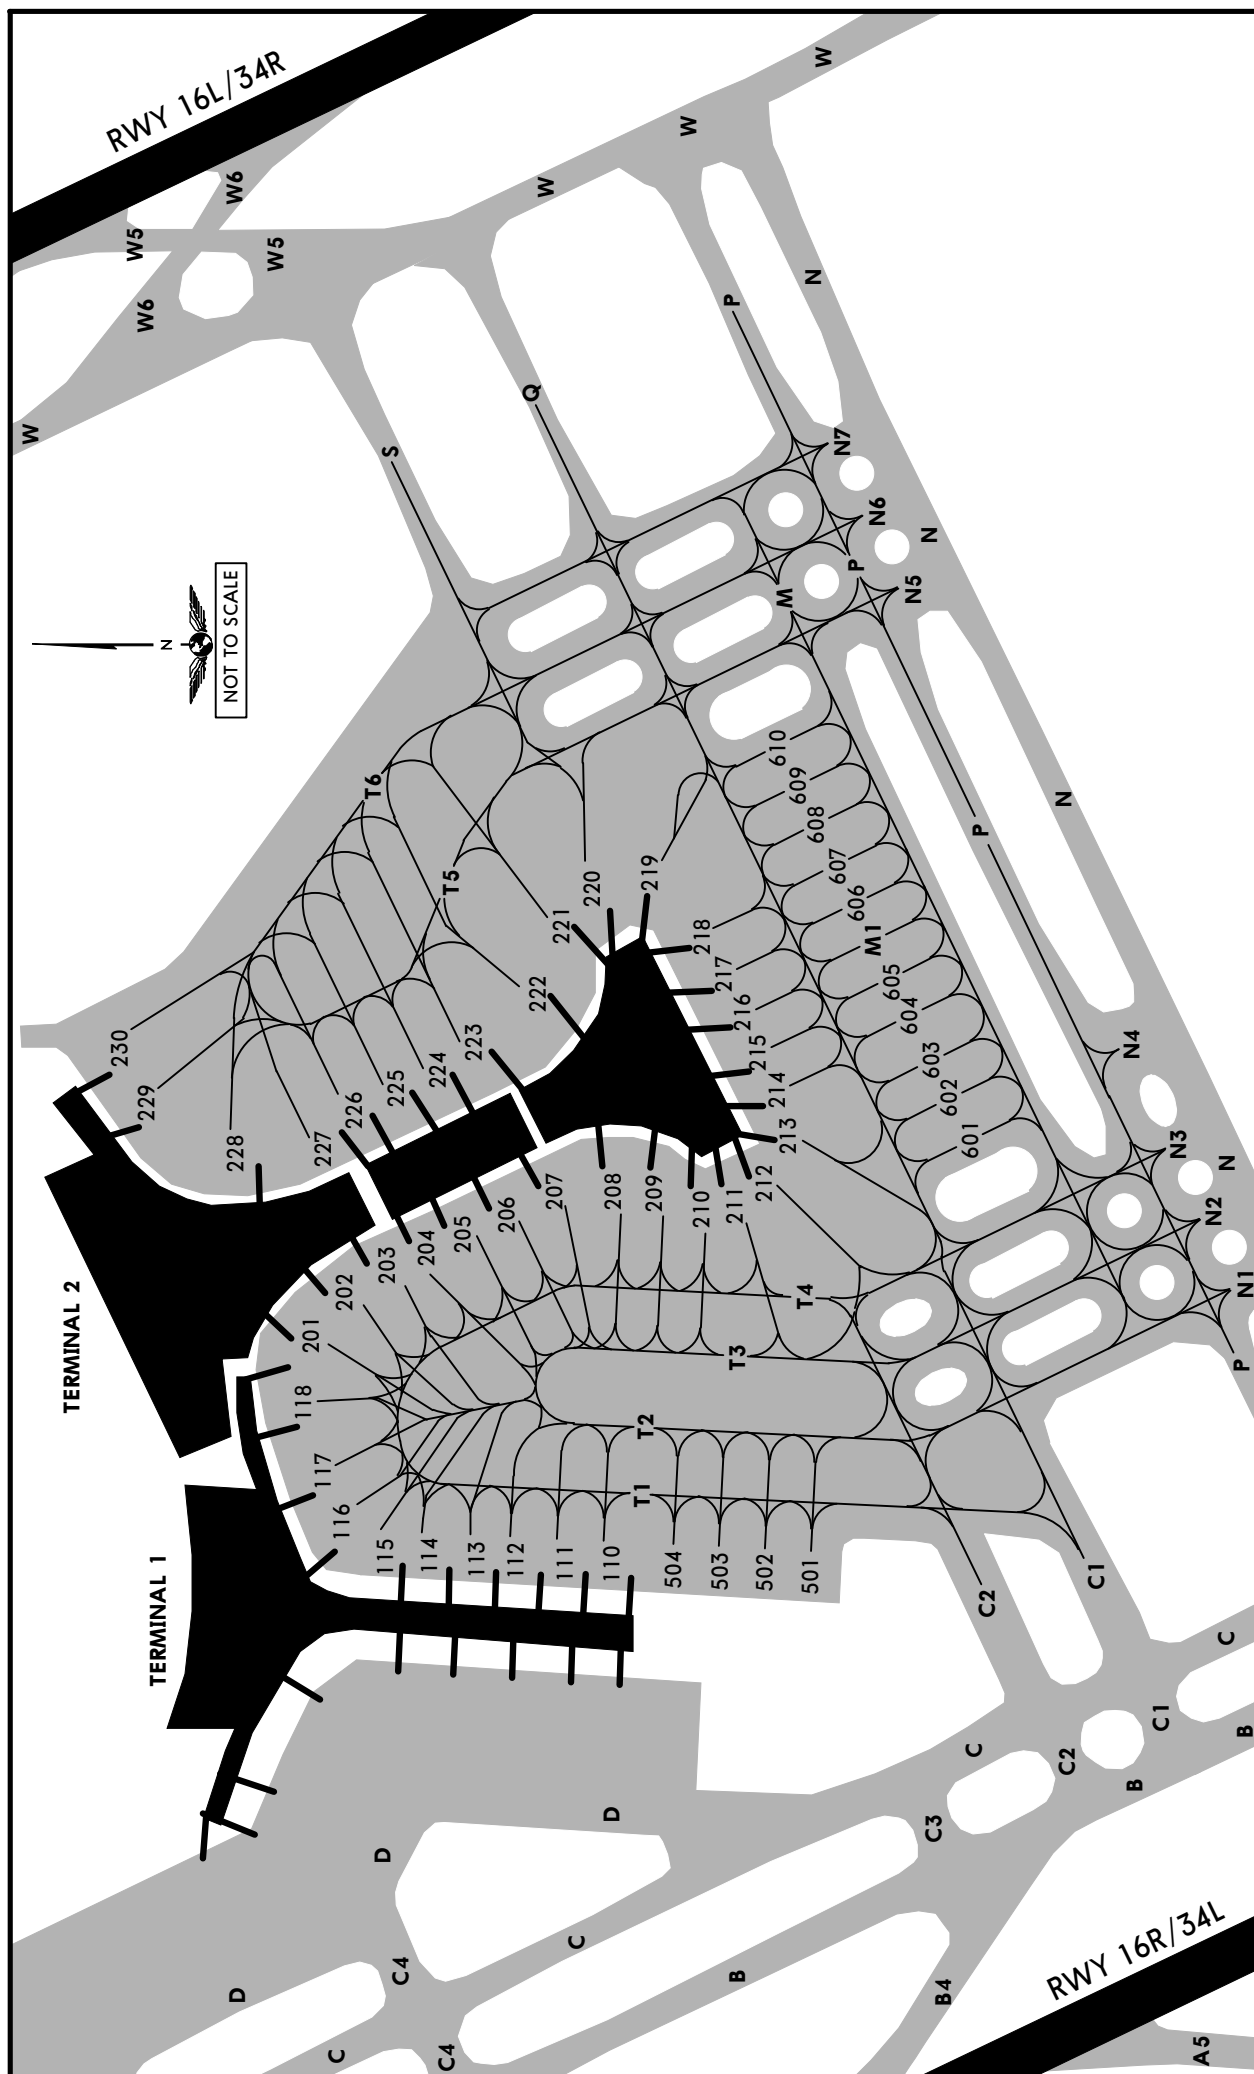 RWY 16L/34R
W
W
W
W6
W5
W5
W6
W
N
P
Q
S
N7
N6
N
P
N5
M
N
NOT TO SCALE
610
609
608
607
606
M1
605
604
603
602
601
T6
T5
P
N
220
219
221
218
222
217
216
215
214
213
212
211
210
209
208
207
206
205
204
203
202
201
223
224
225
226
227
228
229
230
N4
N3
N
N2
N1
P
TERMINAL 2
118
117
116
115
114
113
112
111
110
504
503
502
501
T4
T3
T2
T1
TERMINAL 1
C2
C1
C
C1
B
C
C2
B
D
C3
D
C
C4
D
B
B4
C
C4
RWY 16R/34L
A5